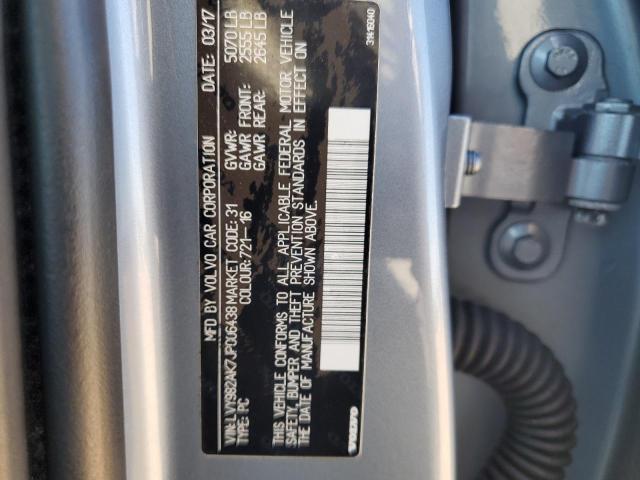 MFD BY VOLVO CAR CORPORATION DATE: 03/17
VIN: LVY982AK7JP006438 MARKET CODE: 31 GVWR: 5070 LB
TYPE: PC COLOUR: 721-16 GAWR FRONT: 2555 LB
GAWR REAR: 2645 LB
THIS VEHICLE CONFORMS TO ALL APPLICABLE FEDERAL MOTOR VEHICLE
SAFETY, BUMPER AND THEFT PREVENTION STANDARDS IN EFFECT ON
THE DATE OF MANUFACTURE SHOWN ABOVE.
VOLVO 31416040